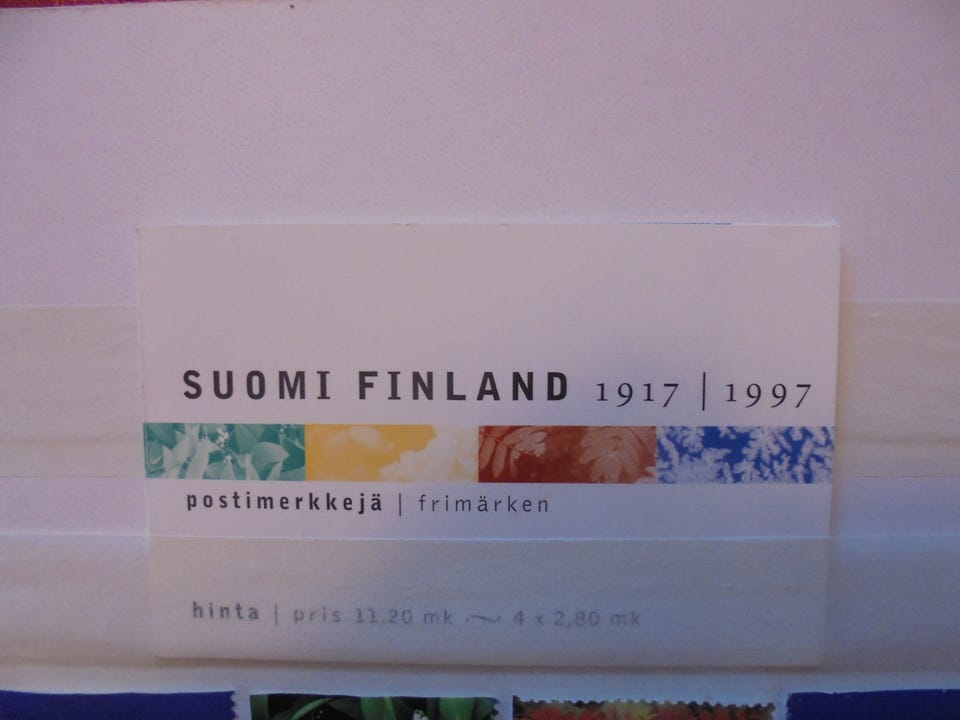 SUOMI FINLAND 1917 | 1997
postimerkkejä | frimärken
hinta | pris 11,20 mk ~ 4 x 2,80 mk